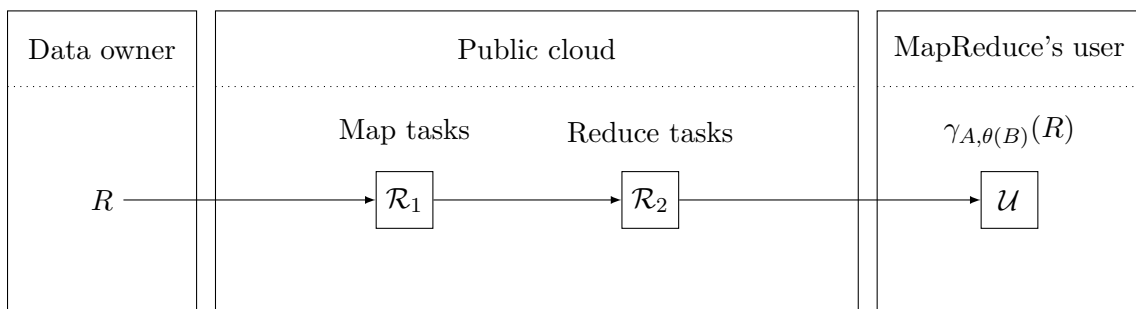 Data owner
Public cloud
MapReduce's user
Map tasks
Reduce tasks
γ_{A,θ(B)}(R)
R
ℛ₁
ℛ₂
𝒰